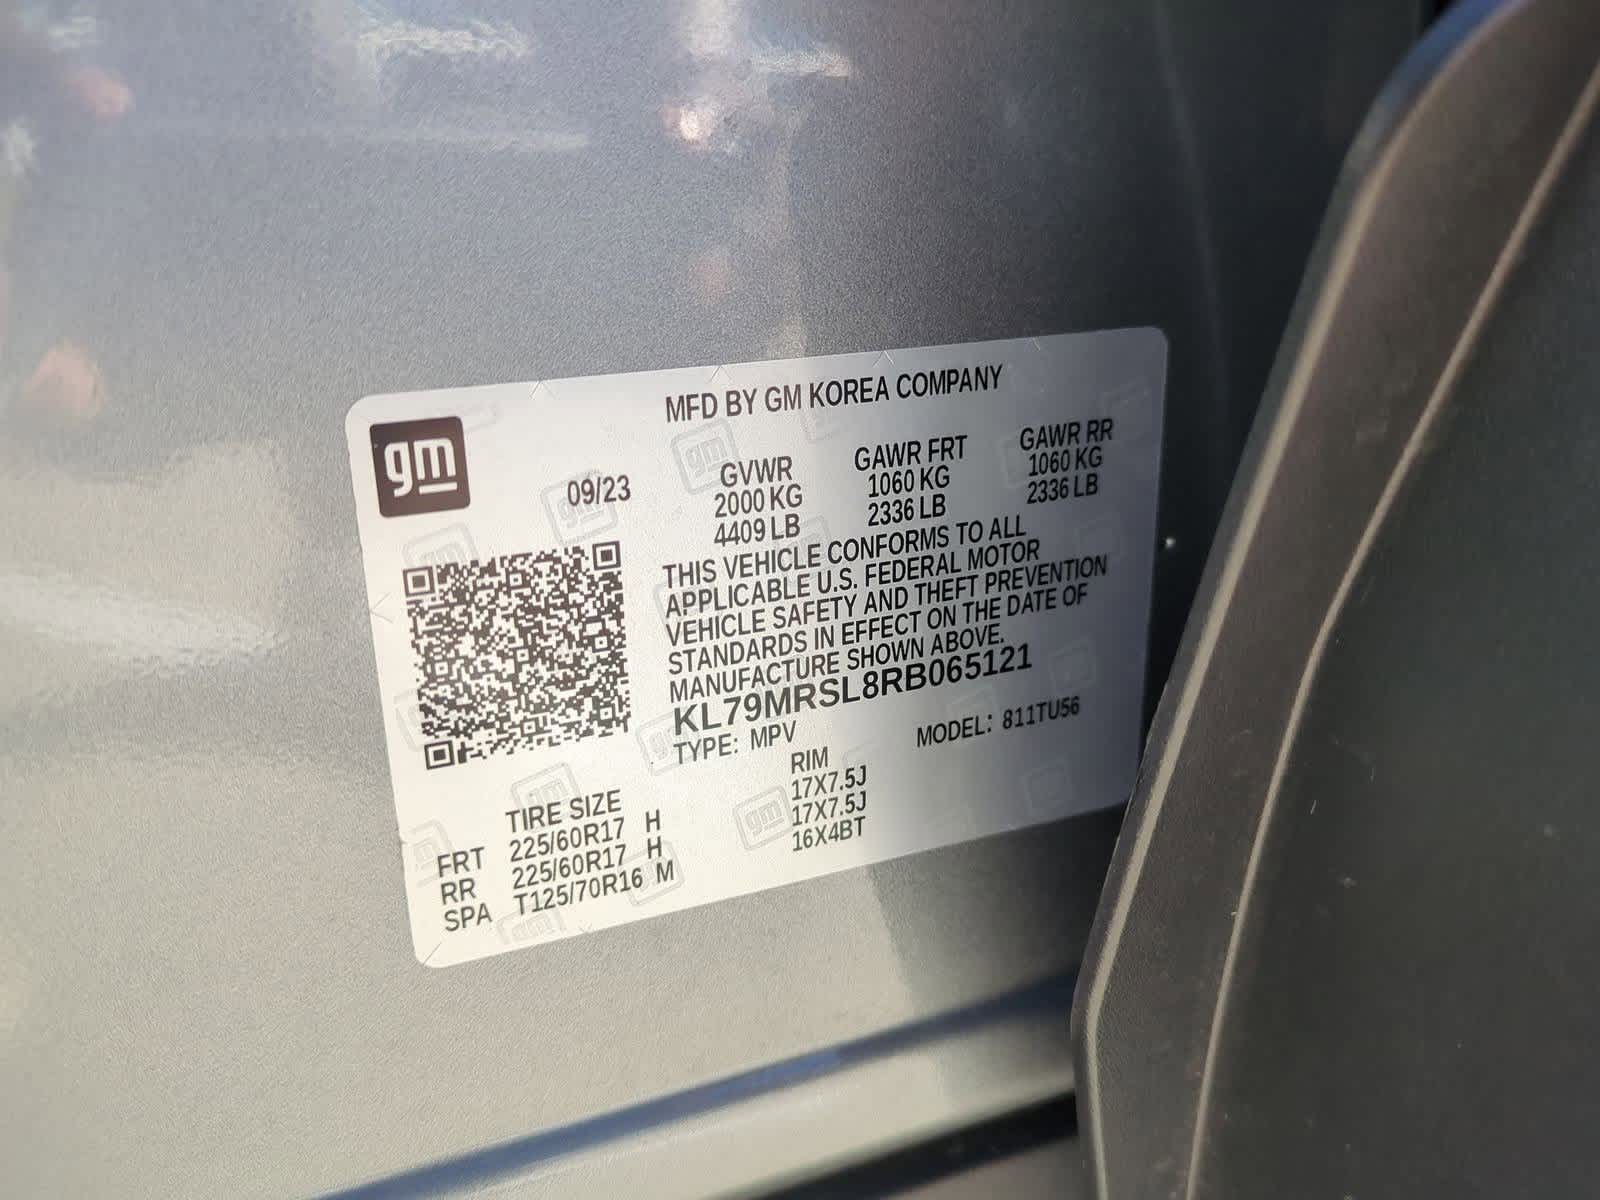 gm
MFD BY GM KOREA COMPANY
09/23
GVWR
2000 KG
4409 LB
GAWR FRT
1060 KG
2336 LB
GAWR RR
1060 KG
2336 LB
THIS VEHICLE CONFORMS TO ALL
APPLICABLE U.S. FEDERAL MOTOR
VEHICLE SAFETY AND THEFT PREVENTION
STANDARDS IN EFFECT ON THE DATE OF
MANUFACTURE SHOWN ABOVE.
KL79MRSL8RB065121
TYPE: MPV MODEL: 811TU56
TIRE SIZE RIM
FRT 225/60R17 H 17X7.5J
RR 225/60R17 H 17X7.5J
SPA T125/70R16 M 16X4BT